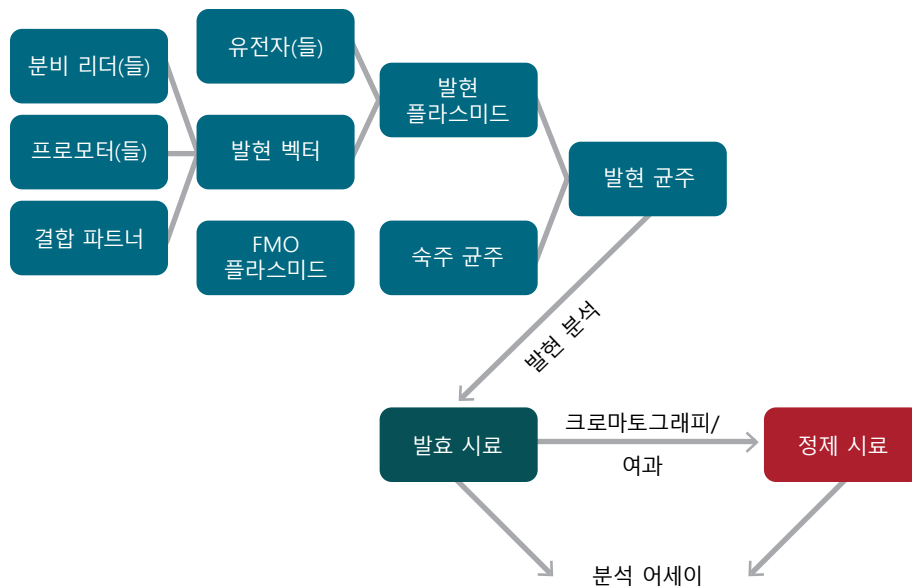 분비 리더(들)
유전자(들)
발현
플라스미드
프로모터(들)
발현 벡터
발현 균주
결합 파트너
FMO
플라스미드
숙주 균주
발현 분석
발효 시료
크로마토그래피/
여과
정제 시료
분석 어세이